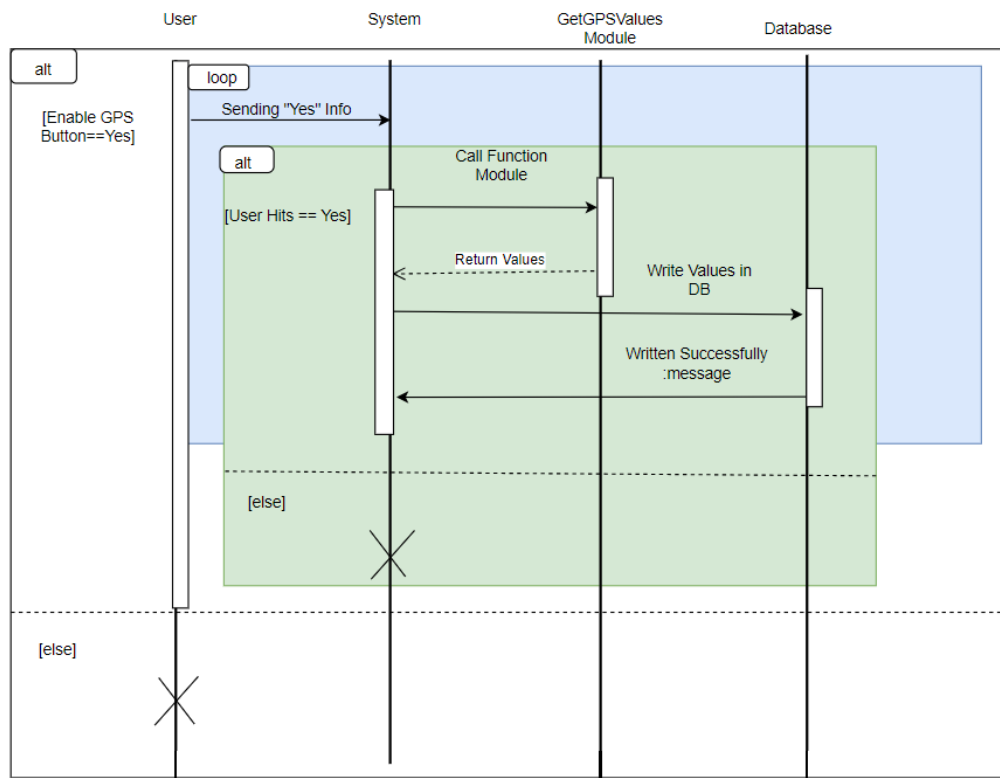 User
System
GetGPSValues
Module
Database
alt
loop
[Enable GPS
Button==Yes]
Sending "Yes" Info
alt
Call Function
Module
[User Hits == Yes]
Return Values
Write Values in
DB
Written Successfully
:message
[else]
[else]